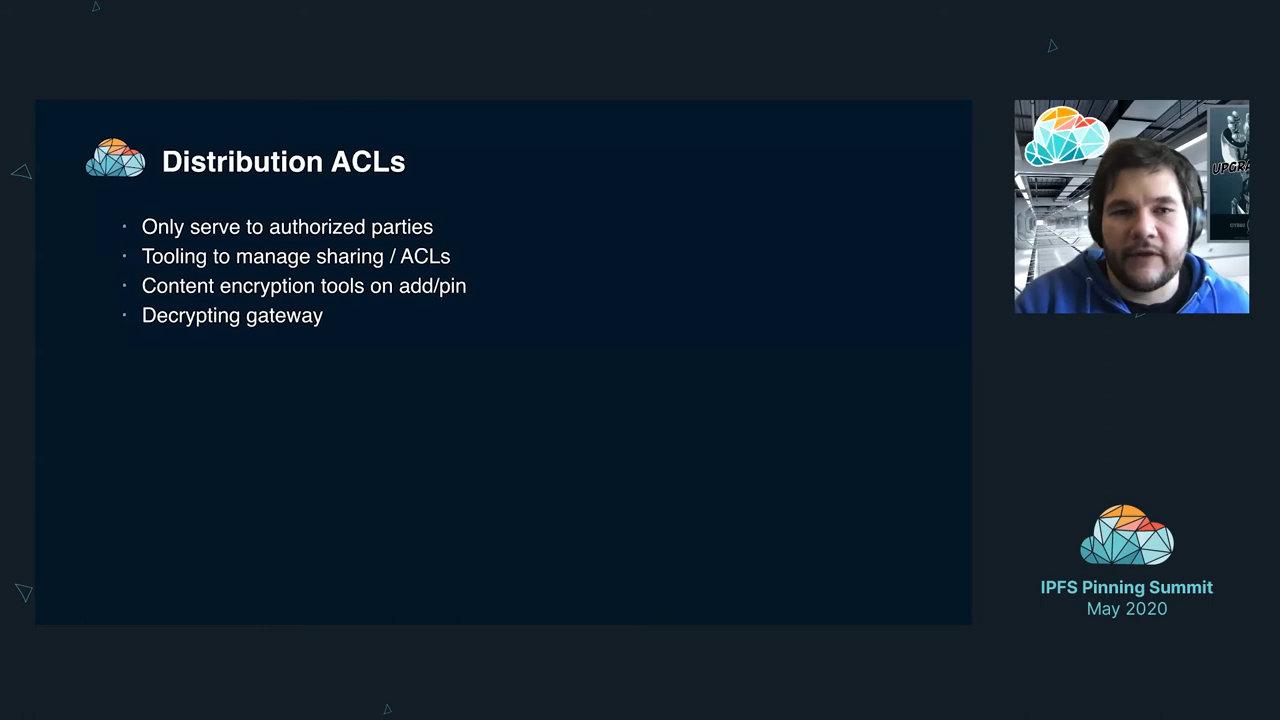 Distribution ACLs
· Only serve to authorized parties
· Tooling to manage sharing / ACLs
· Content encryption tools on add/pin
· Decrypting gateway
UPGRA
IPFS Pinning Summit
May 2020